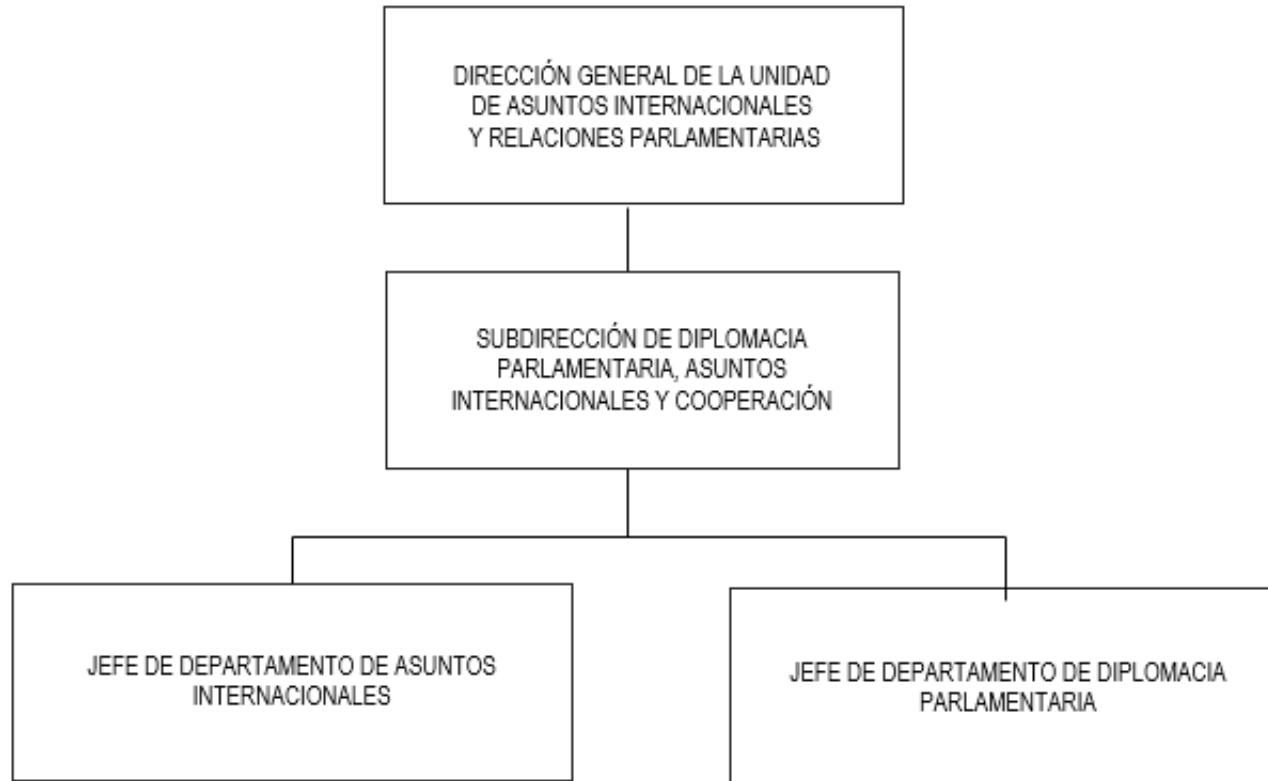 DIRECCIÓN GENERAL DE LA UNIDAD
DE ASUNTOS INTERNACIONALES
Y RELACIONES PARLAMENTARIAS
SUBDIRECCIÓN DE DIPLOMACIA
PARLAMENTARIA, ASUNTOS
INTERNACIONALES Y COOPERACIÓN
JEFE DE DEPARTAMENTO DE ASUNTOS
INTERNACIONALES
JEFE DE DEPARTAMENTO DE DIPLOMACIA
PARLAMENTARIA